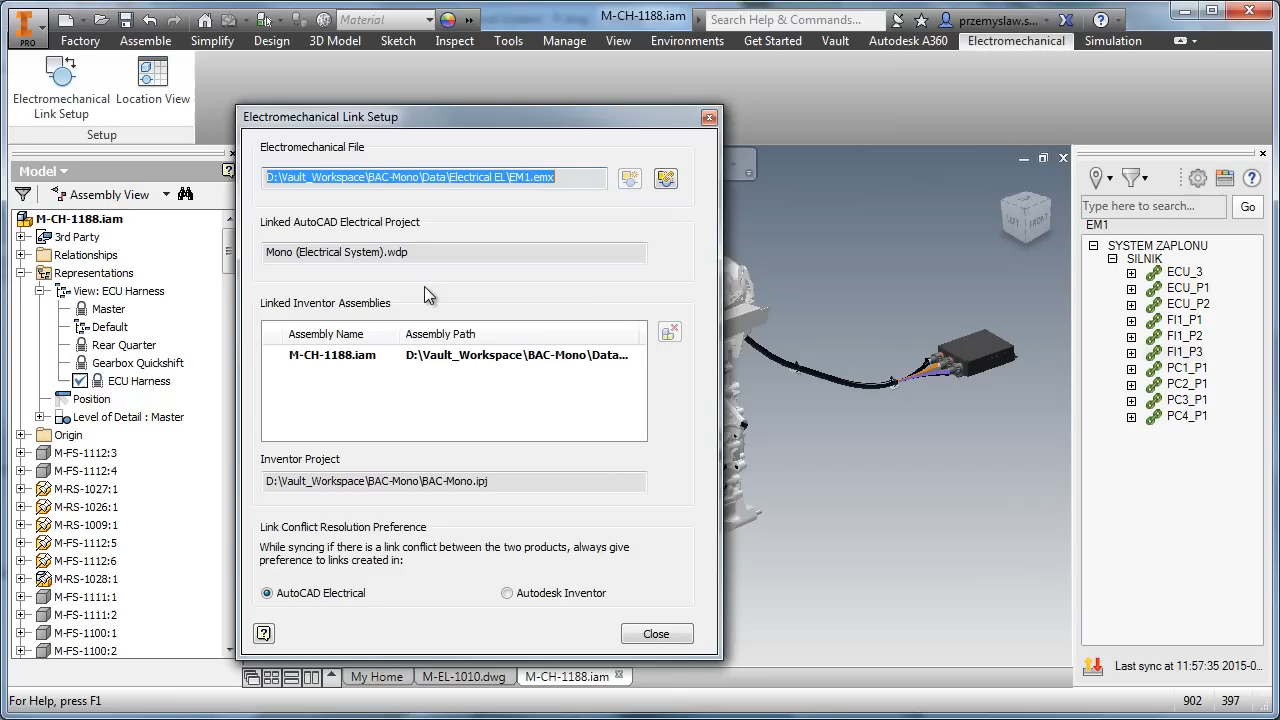 PRO
Material
M-CH-1188.iam
Search Help & Commands...
przemyslaw.s...
Factory
Assemble
Simplify
Design
3D Model
Sketch
Inspect
Tools
Manage
View
Environments
Get Started
Vault
Autodesk A360
Electromechanical
Simulation
Electromechanical
Link Setup
Location View
Setup
Model
Assembly View
M-CH-1188.iam
3rd Party
Relationships
Representations
View: ECU Harness
Master
Default
Rear Quarter
Gearbox Quickshift
ECU Harness
Position
Level of Detail : Master
Origin
M-FS-1112:3
M-FS-1112:4
M-RS-1027:1
M-RS-1026:1
M-RS-1009:1
M-FS-1112:5
M-FS-1112:6
M-RS-1028:1
M-FS-1111:1
M-FS-1111:2
M-FS-1100:1
M-FS-1100:2
Electromechanical Link Setup
Electromechanical File
D:\Vault_Workspace\BAC-Mono\Data\Electrical EL\EM1.emx
Linked AutoCAD Electrical Project
Mono (Electrical System).wdp
Linked Inventor Assemblies
Assembly Name
Assembly Path
M-CH-1188.iam
D:\Vault_Workspace\BAC-Mono\Data...
Inventor Project
D:\Vault_Workspace\BAC-Mono\BAC-Mono.ipj
Link Conflict Resolution Preference
While syncing if there is a link conflict between the two products, always give
preference to links created in:
AutoCAD Electrical
Autodesk Inventor
Close
LEFT
FRONT
Type here to search...
Go
EM1
SYSTEM ZAPLONU
SILNIK
ECU_3
ECU_P1
ECU_P2
FI1_P1
FI1_P2
FI1_P3
PC1_P1
PC2_P1
PC3_P1
PC4_P1
Last sync at 11:57:35 2015-0...
My Home
M-EL-1010.dwg
M-CH-1188.iam
For Help, press F1
902
397